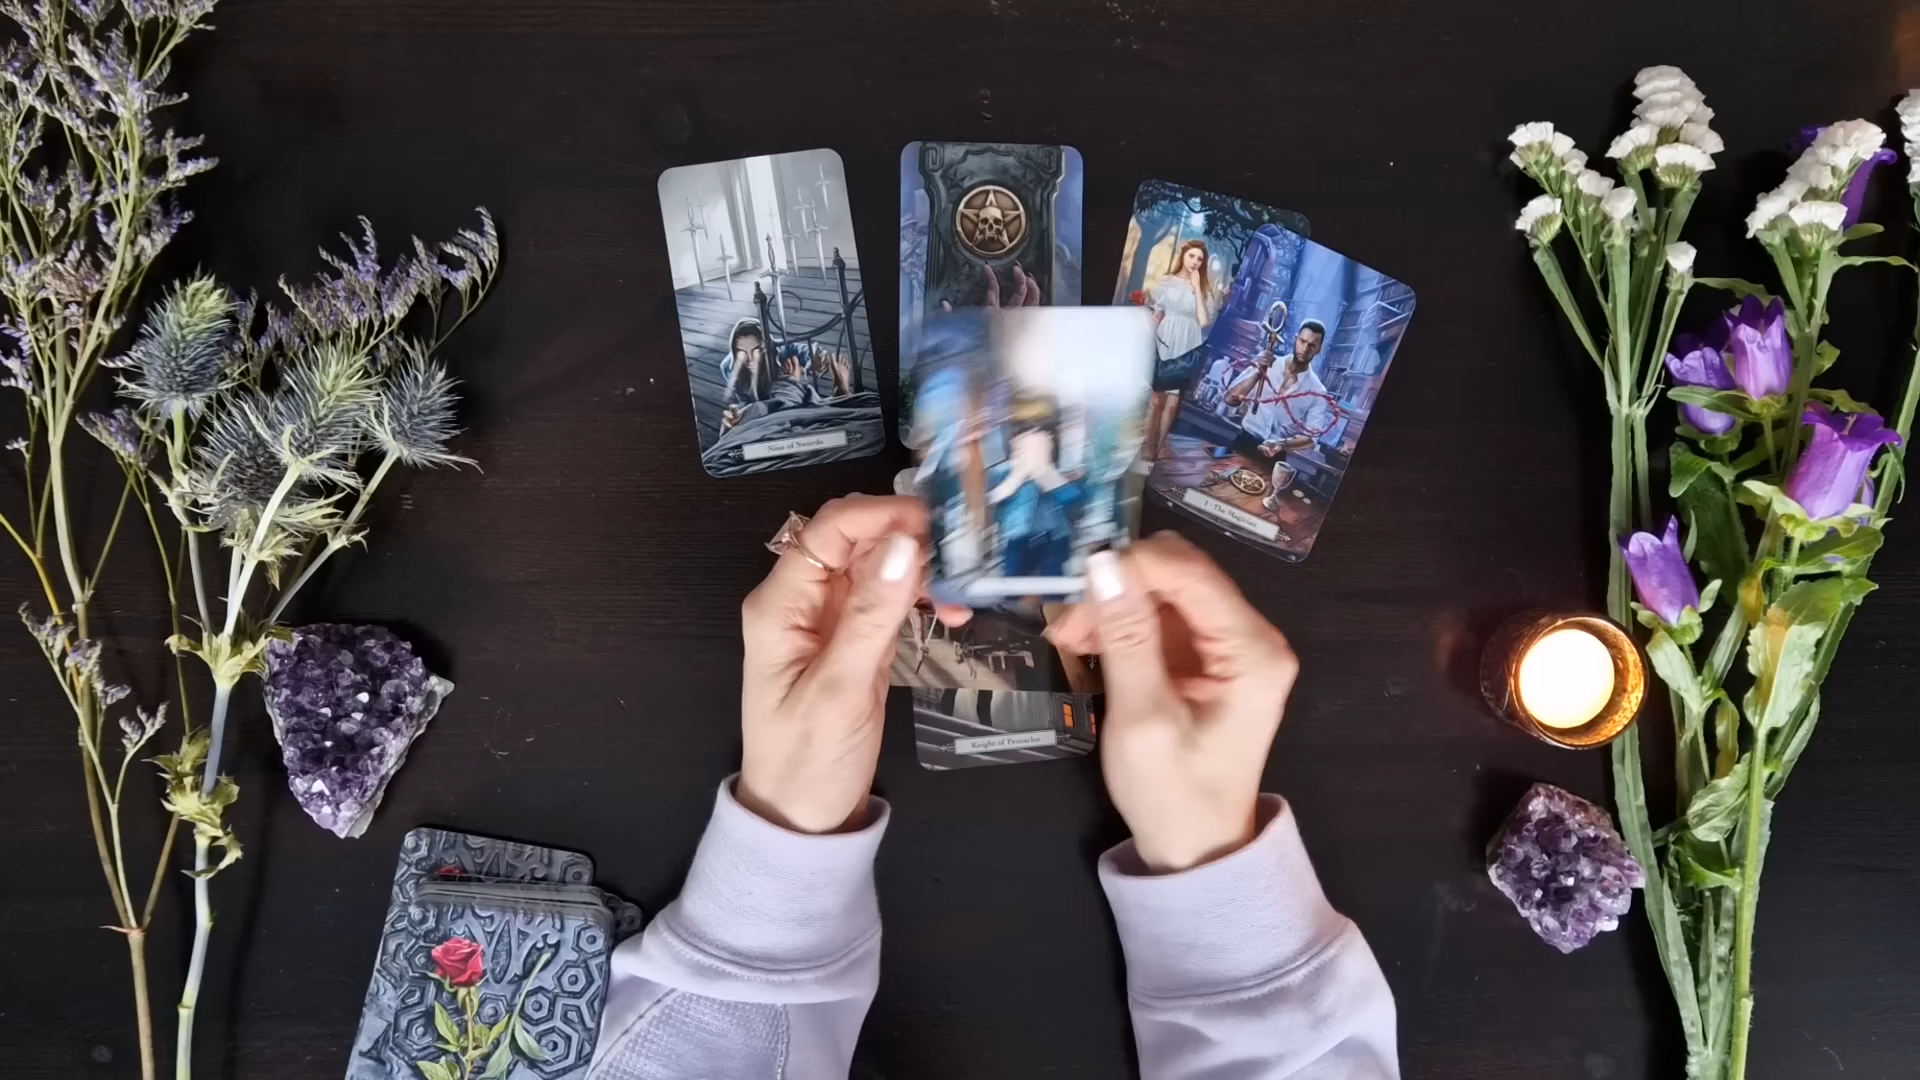 Nine of Swords
I - The Magician
Knight of Pentacles